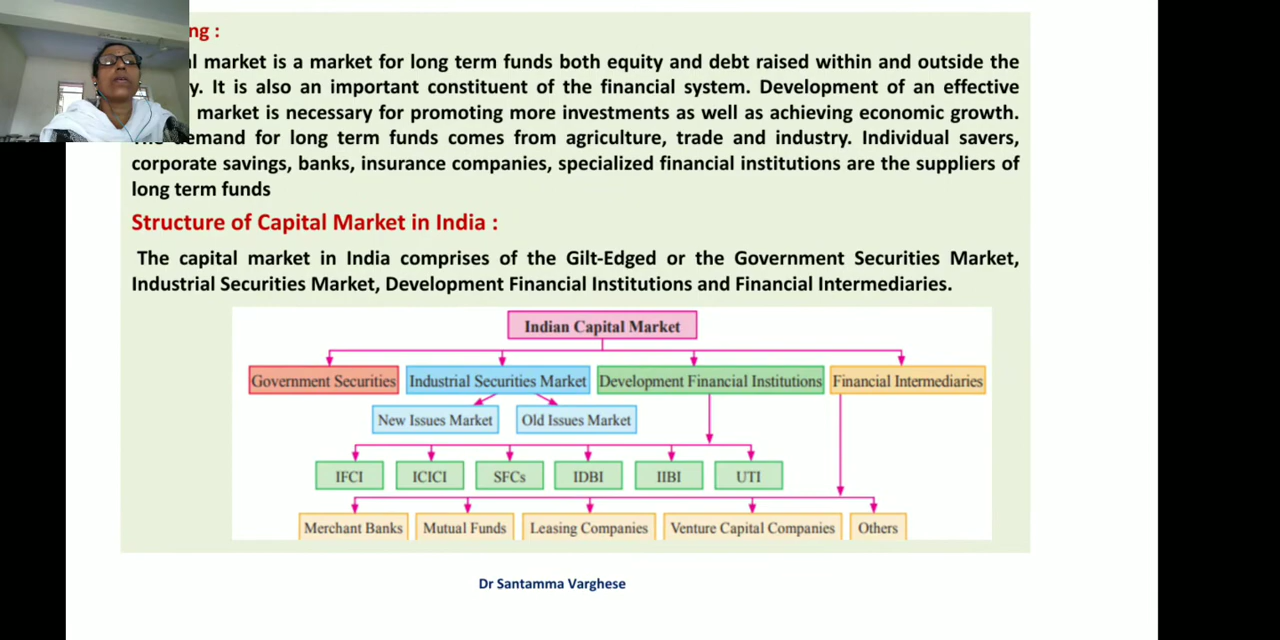 ng :
l market is a market for long term funds both equity and debt raised within and outside the
y. It is also an important constituent of the financial system. Development of an effective
market is necessary for promoting more investments as well as achieving economic growth.
demand for long term funds comes from agriculture, trade and industry. Individual savers,
corporate savings, banks, insurance companies, specialized financial institutions are the suppliers of
long term funds
Structure of Capital Market in India :
The capital market in India comprises of the Gilt-Edged or the Government Securities Market,
Industrial Securities Market, Development Financial Institutions and Financial Intermediaries.
Indian Capital Market
Government Securities Industrial Securities Market Development Financial Institutions Financial Intermediaries
New Issues Market Old Issues Market
IFCI ICICI SFCs IDBI IIBI UTI
Merchant Banks Mutual Funds Leasing Companies Venture Capital Companies Others
Dr Santamma Varghese